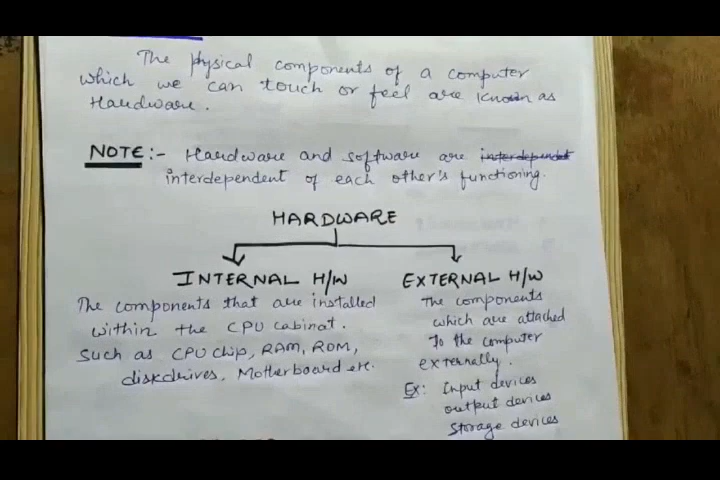 The physical components of a computer
which we can touch or feel are known as
Hardware.
NOTE:- Hardware and software are interdependent
interdependent of each other's functioning.
HARDWARE
INTERNAL H/W
EXTERNAL H/W
The components that are installed
within the CPU cabinat.
Such as CPU chip, RAM, ROM,
diskdrives, Motherboard etc.
The components
which are attached
To the computer
externally.
Ex: Input devices
output devices
Storage devices